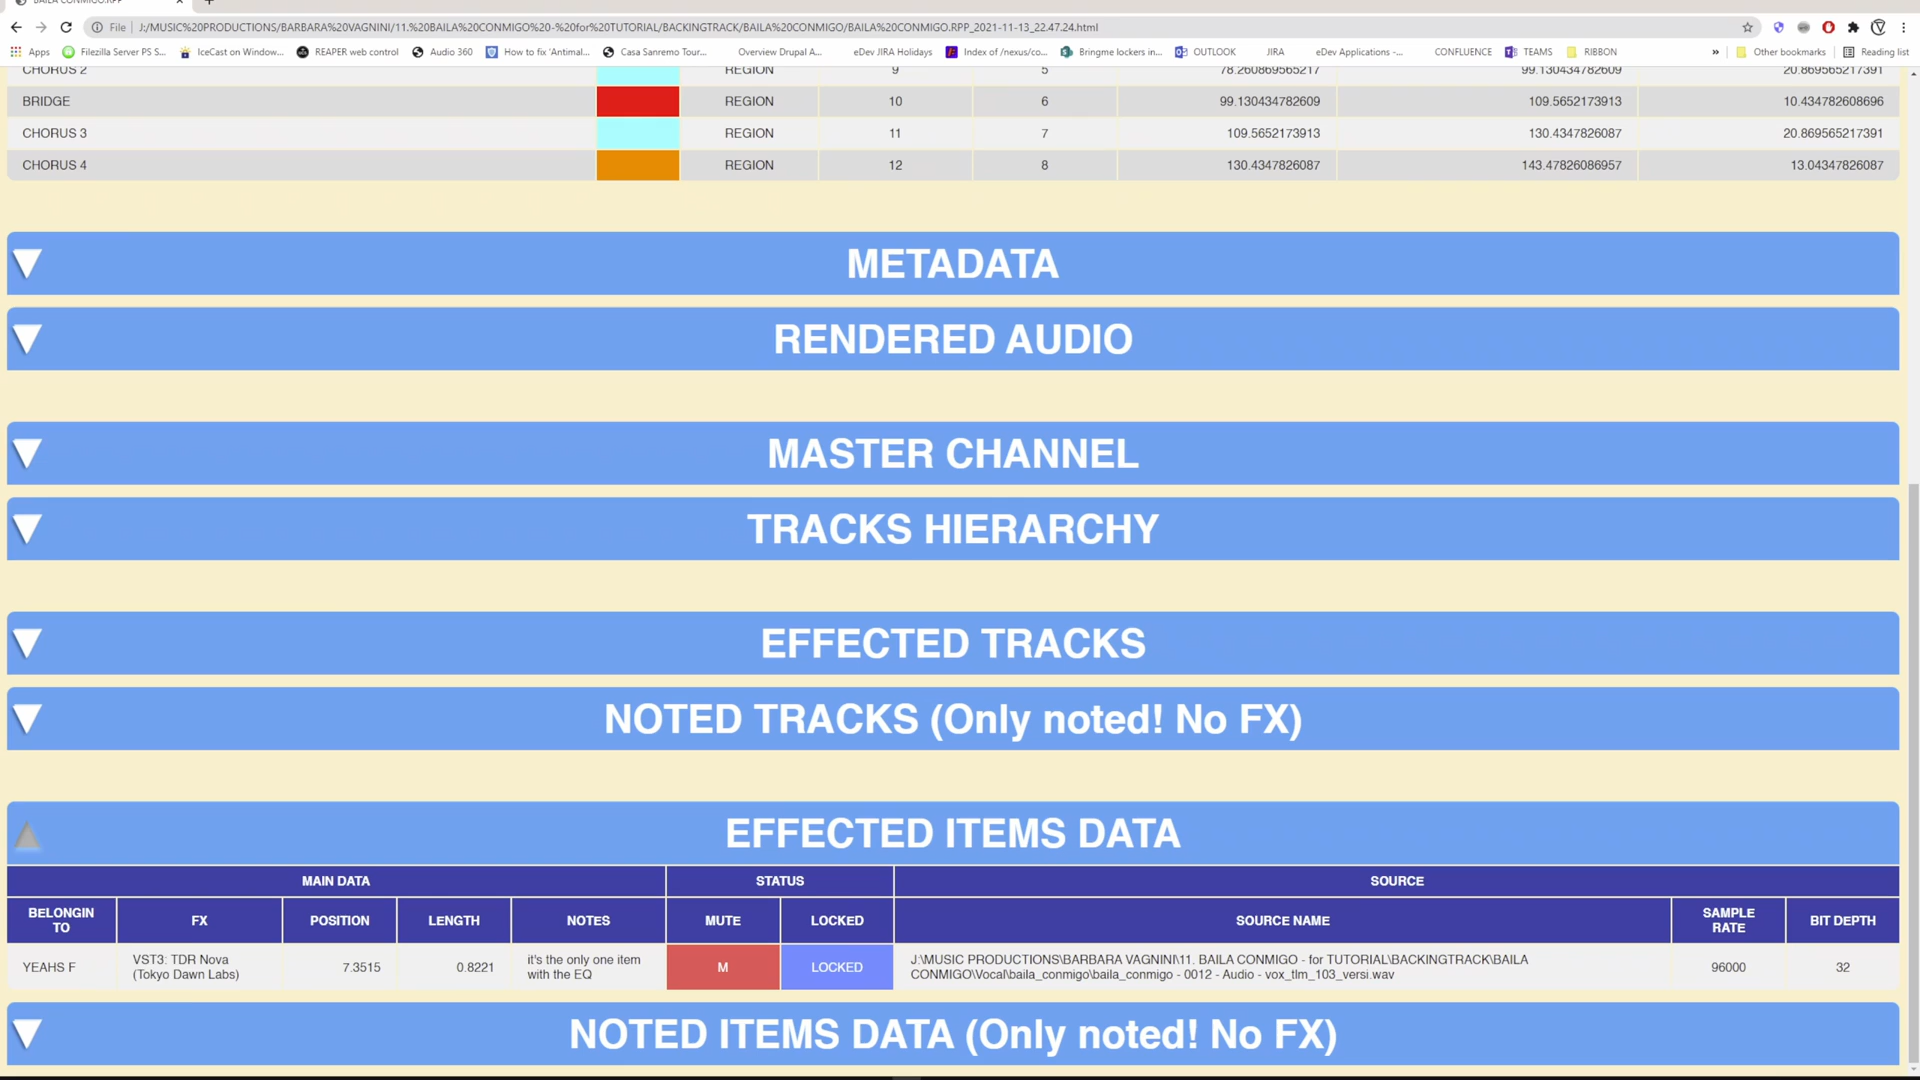 BAILA CONMIGO.RPP
File J:/MUSIC%20PRODUCTIONS/BARBARA%20VAGNINI/11.%20BAILA%20CONMIGO%20-%20for%20TUTORIAL/BACKINGTRACK/BAILA%20CONMIGO/BAILA%20CONMIGO.RPP_2021-11-13_22.47.24.html
Apps Filezilla Server PS S... IceCast on Window... REAPER web control Audio 360 How to fix 'Antimal... Casa Sanremo Tour... Overview Drupal A... eDev JIRA Holidays Index of /nexus/co... Bringme lockers in... OUTLOOK JIRA eDev Applications -... CONFLUENCE TEAMS RIBBON » Other bookmarks Reading list
CHORUS 2 REGION 9 5 78.260869565217 99.130434782609 20.869565217391
BRIDGE REGION 10 6 99.130434782609 109.5652173913 10.434782608696
CHORUS 3 REGION 11 7 109.5652173913 130.4347826087 20.869565217391
CHORUS 4 REGION 12 8 130.4347826087 143.47826086957 13.04347826087
METADATA
RENDERED AUDIO
MASTER CHANNEL
TRACKS HIERARCHY
EFFECTED TRACKS
NOTED TRACKS (Only noted! No FX)
EFFECTED ITEMS DATA
MAIN DATA STATUS SOURCE
BELONGIN TO FX POSITION LENGTH NOTES MUTE LOCKED SOURCE NAME SAMPLE RATE BIT DEPTH
YEAHS F VST3: TDR Nova (Tokyo Dawn Labs) 7.3515 0.8221 it's the only one item with the EQ M LOCKED J:\MUSIC PRODUCTIONS\BARBARA VAGNINI\11. BAILA CONMIGO - for TUTORIAL\BACKINGTRACK\BAILA CONMIGO\Vocal\baila_conmigo\baila_conmigo - 0012 - Audio - vox_tlm_103_versi.wav 96000 32
NOTED ITEMS DATA (Only noted! No FX)